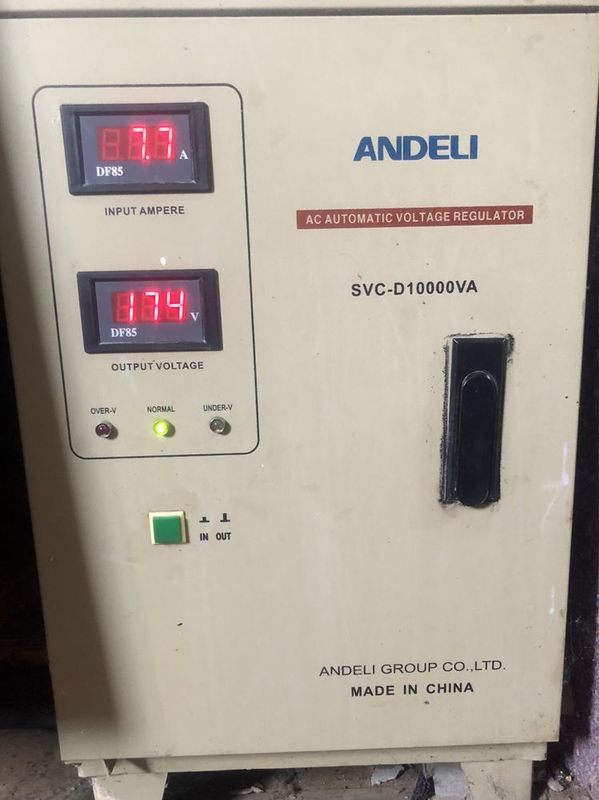 7.7 A
DF85
INPUT AMPERE
174 V
DF85
OUTPUT VOLTAGE
OVER-V NORMAL UNDER-V
IN OUT
ANDELI
AC AUTOMATIC VOLTAGE REGULATOR
SVC-D10000VA
ANDELI GROUP CO.,LTD.
MADE IN CHINA